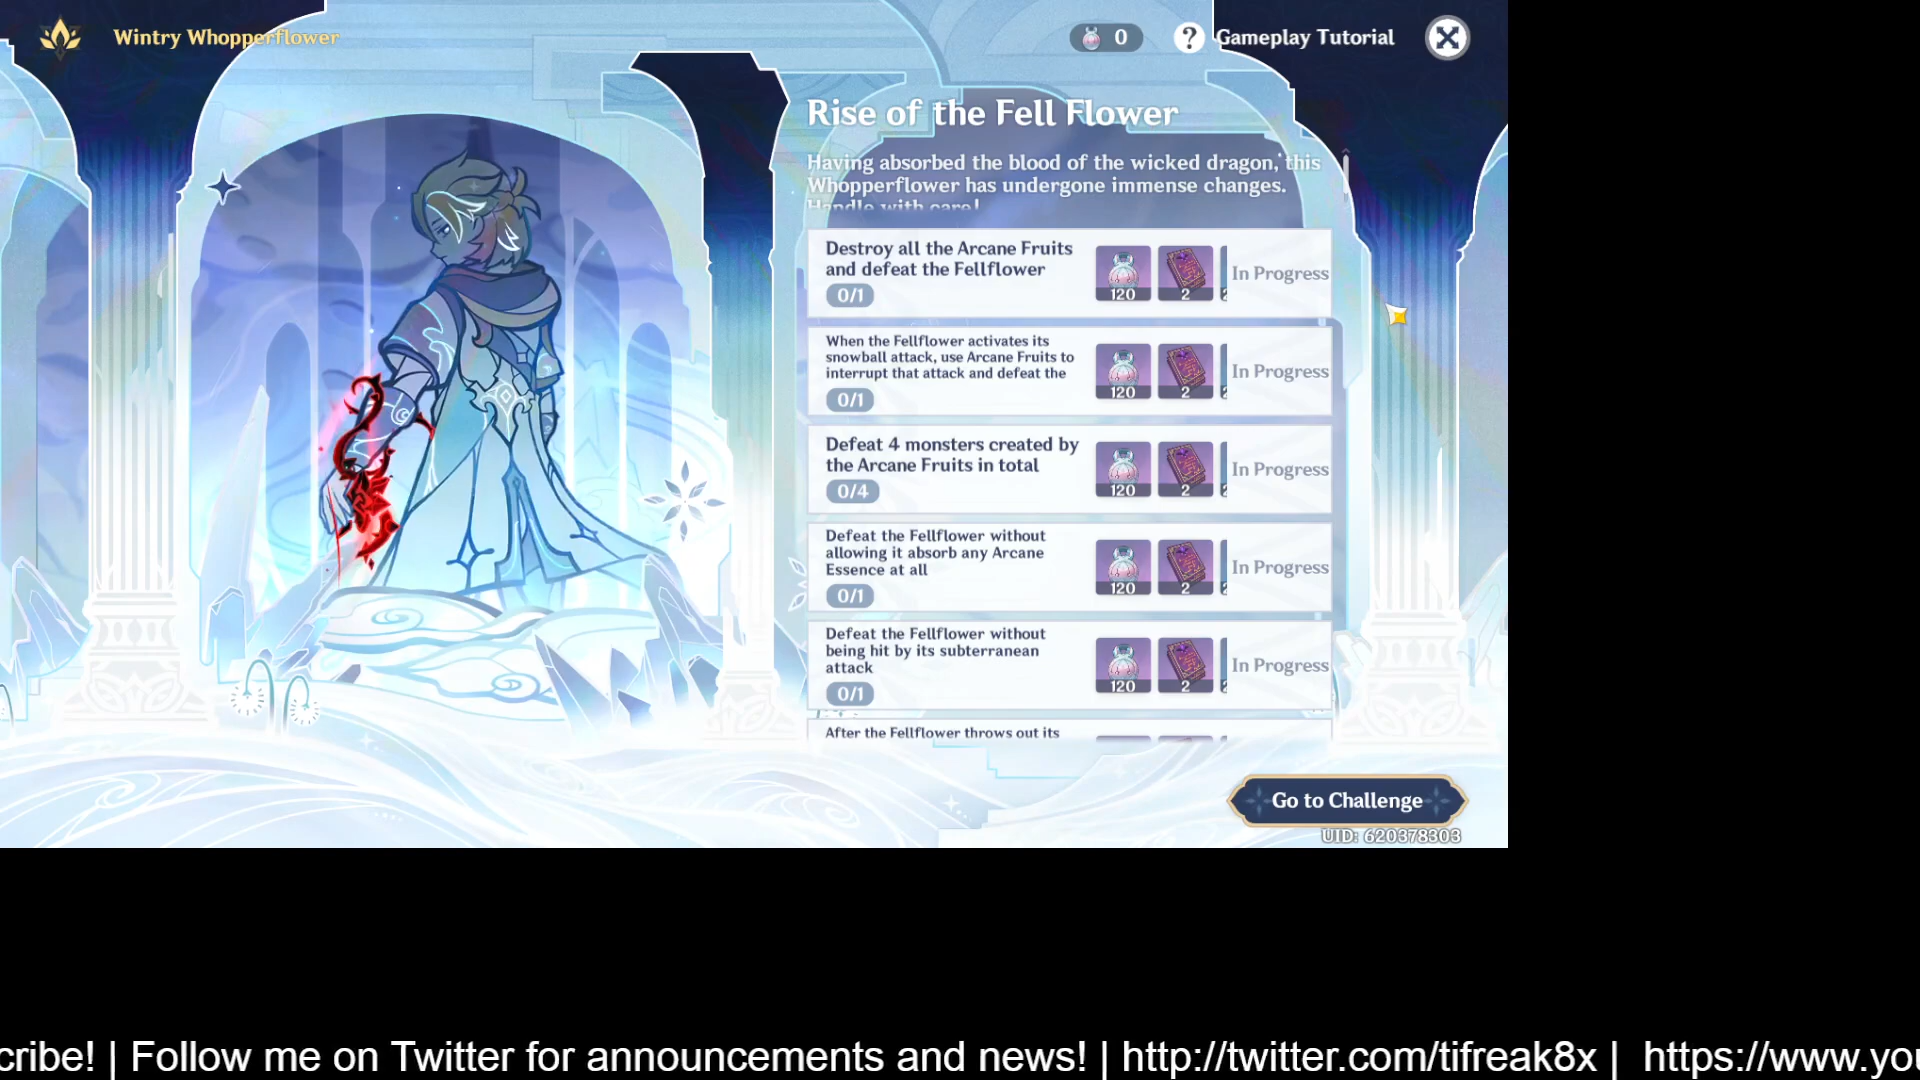 Wintry Whopperflower
0
? Gameplay Tutorial
Rise of the Fell Flower
Having absorbed the blood of the wicked dragon, this
Whopperflower has undergone immense changes.
Handle with care!
Destroy all the Arcane Fruits
and defeat the Fellflower
0/1
120 2 In Progress
When the Fellflower activates its
snowball attack, use Arcane Fruits to
interrupt that attack and defeat the
0/1
120 2 In Progress
Defeat 4 monsters created by
the Arcane Fruits in total
0/4
120 2 In Progress
Defeat the Fellflower without
allowing it absorb any Arcane
Essence at all
0/1
120 2 In Progress
Defeat the Fellflower without
being hit by its subterranean
attack
0/1
120 2 In Progress
After the Fellflower throws out its
Go to Challenge
UID: 620378303
cribe! | Follow me on Twitter for announcements and news! | http://twitter.com/tifreak8x | https://www.you